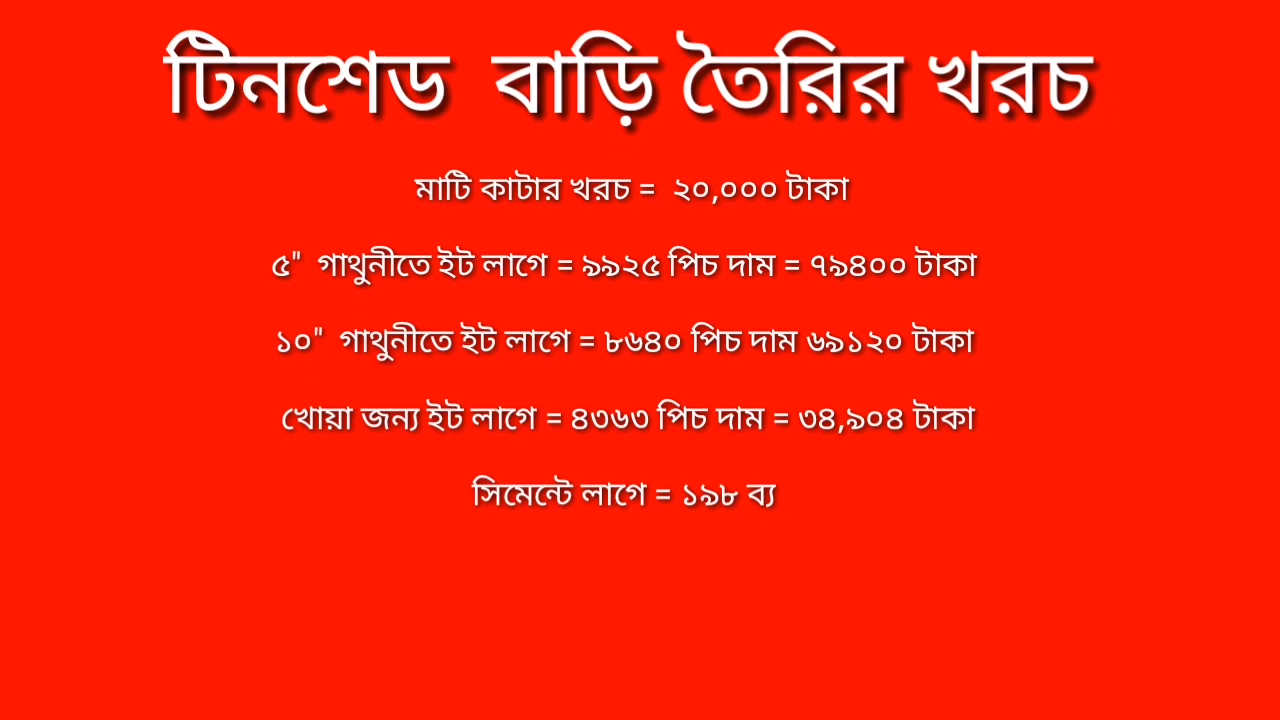 টিনশেড বাড়ি তৈরির খরচ
মাটি কাটার খরচ = ২০,০০০ টাকা
৫" গাথুনীতে ইট লাগে = ৯৯২৫ পিচ দাম = ৭৯৪০০ টাকা
১০" গাথুনীতে ইট লাগে = ৮৬৪০ পিচ দাম ৬৯১২০ টাকা
খোয়া জন্য ইট লাগে = ৪৩৬৩ পিচ দাম = ৩৪,৯০৪ টাকা
সিমেন্টে লাগে = ১৯৮ ব্য